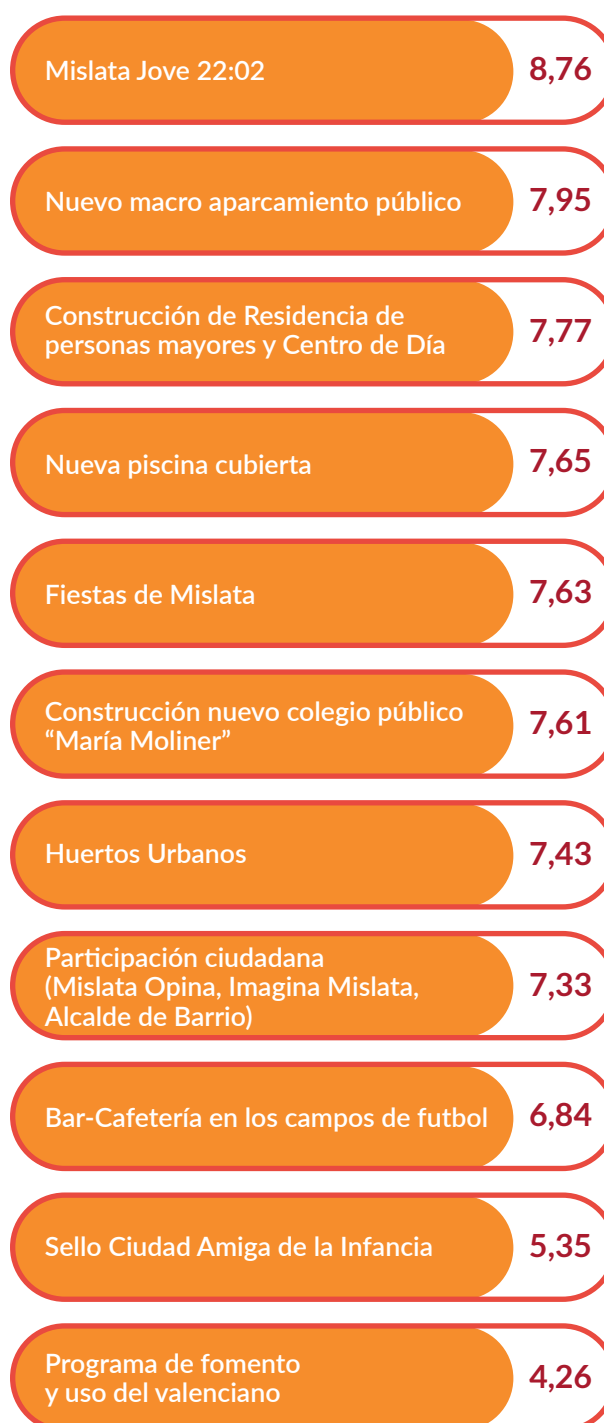 Mislata Jove 22:02 8,76
Nuevo macro aparcamiento público 7,95
Construcción de Residencia de
personas mayores y Centro de Día 7,77
Nueva piscina cubierta 7,65
Fiestas de Mislata 7,63
Construcción nuevo colegio público
“María Moliner” 7,61
Huertos Urbanos 7,43
Participación ciudadana
(Mislata Opina, Imagina Mislata,
Alcalde de Barrio) 7,33
Bar-Cafetería en los campos de futbol 6,84
Sello Ciudad Amiga de la Infancia 5,35
Programa de fomento
y uso del valenciano 4,26